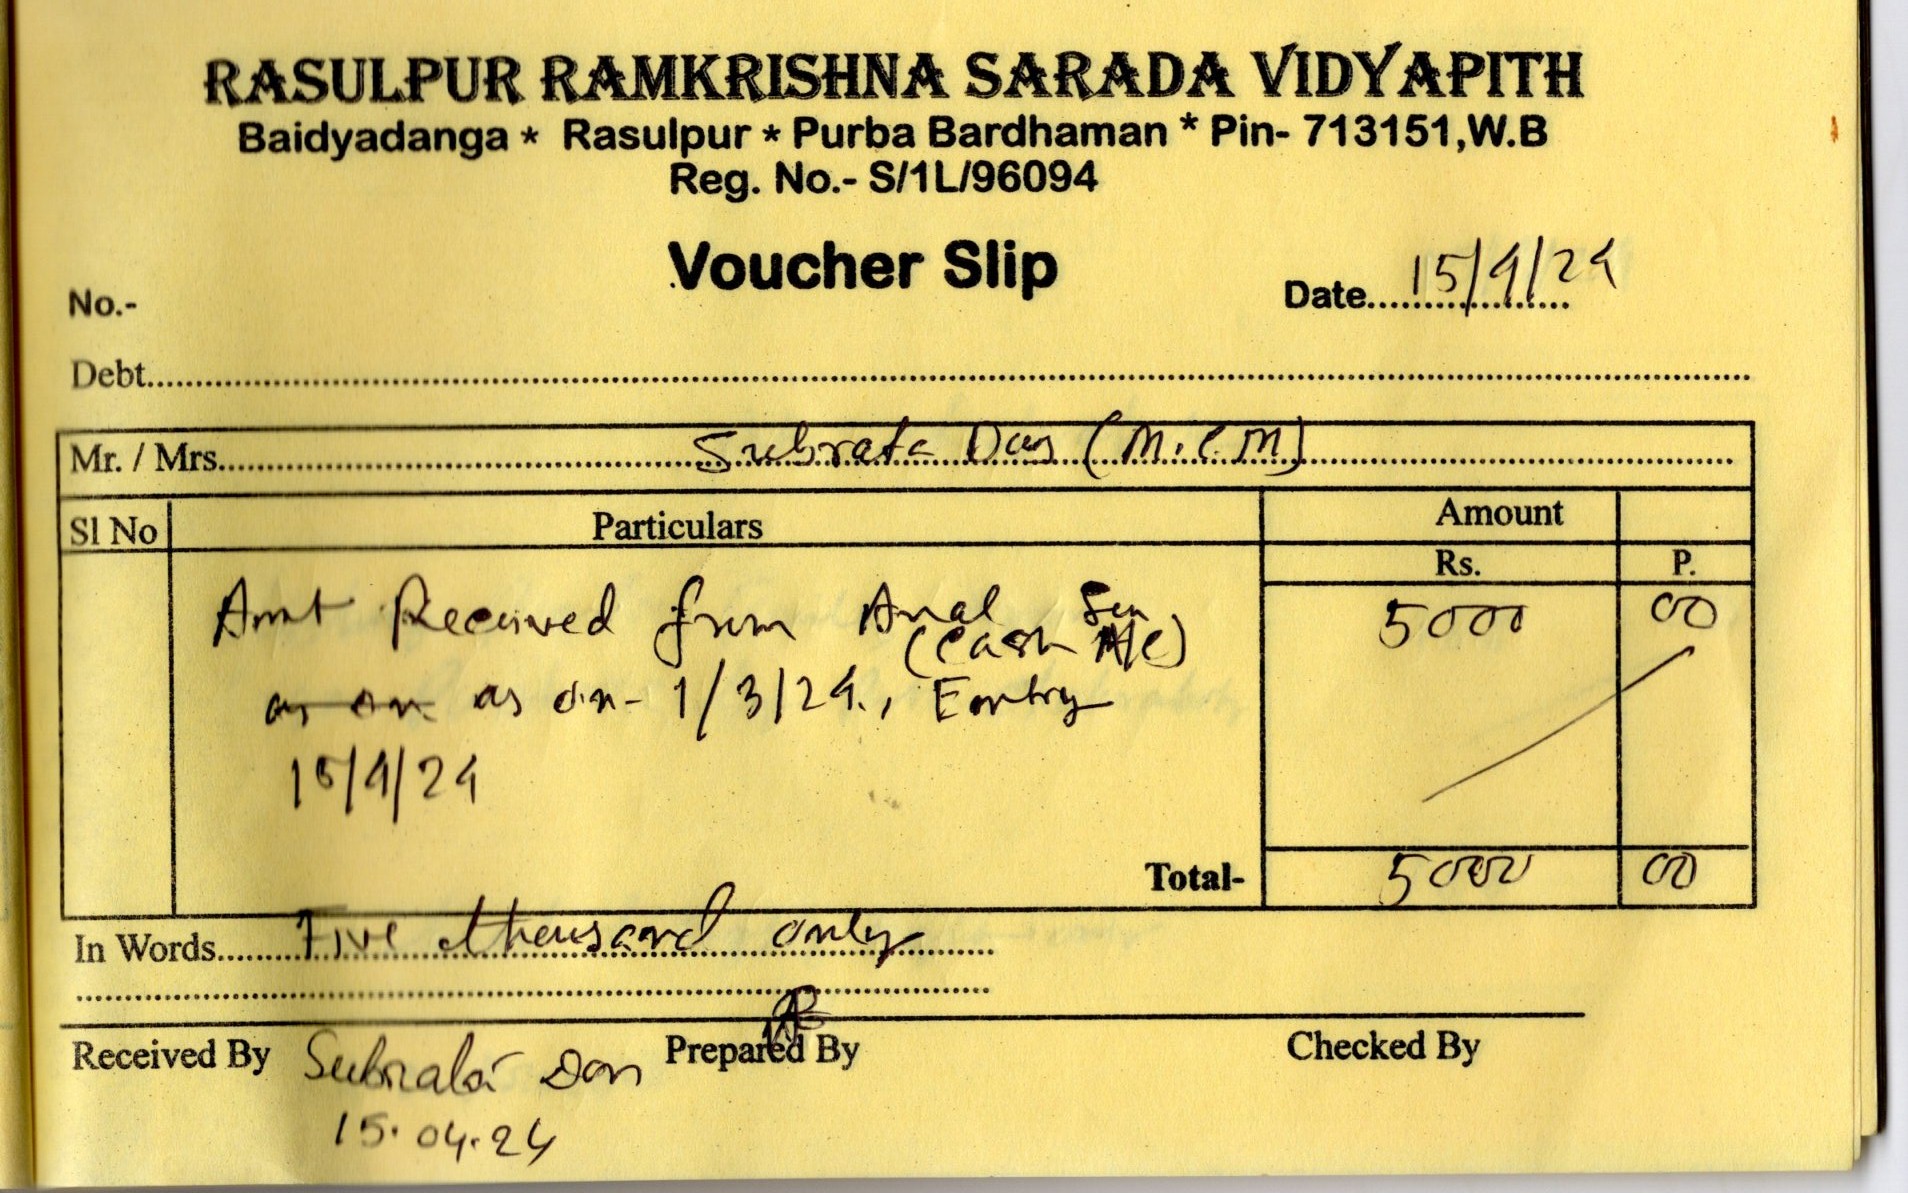 RASULPUR RAMKRISHNA SARADA VIDYAPITH
Baidyadanga * Rasulpur * Purba Bardhaman * Pin- 713151,W.B
Reg. No.- S/1L/96094
Voucher Slip
No.-
Date..... 15/4/24
Debt.....
Mr. / Mrs..... Subrata Das (M.C.M)
Sl No Particulars Amount
Rs. P.
Amt Received from Amal Sen 5000 00
(Cash A/C)
as on as on- 1/3/24., Entry
15/4/24
Total- 5000 00
In Words..... Five thousand only
Received By Subrata Das Prepared By Checked By
15.04.24